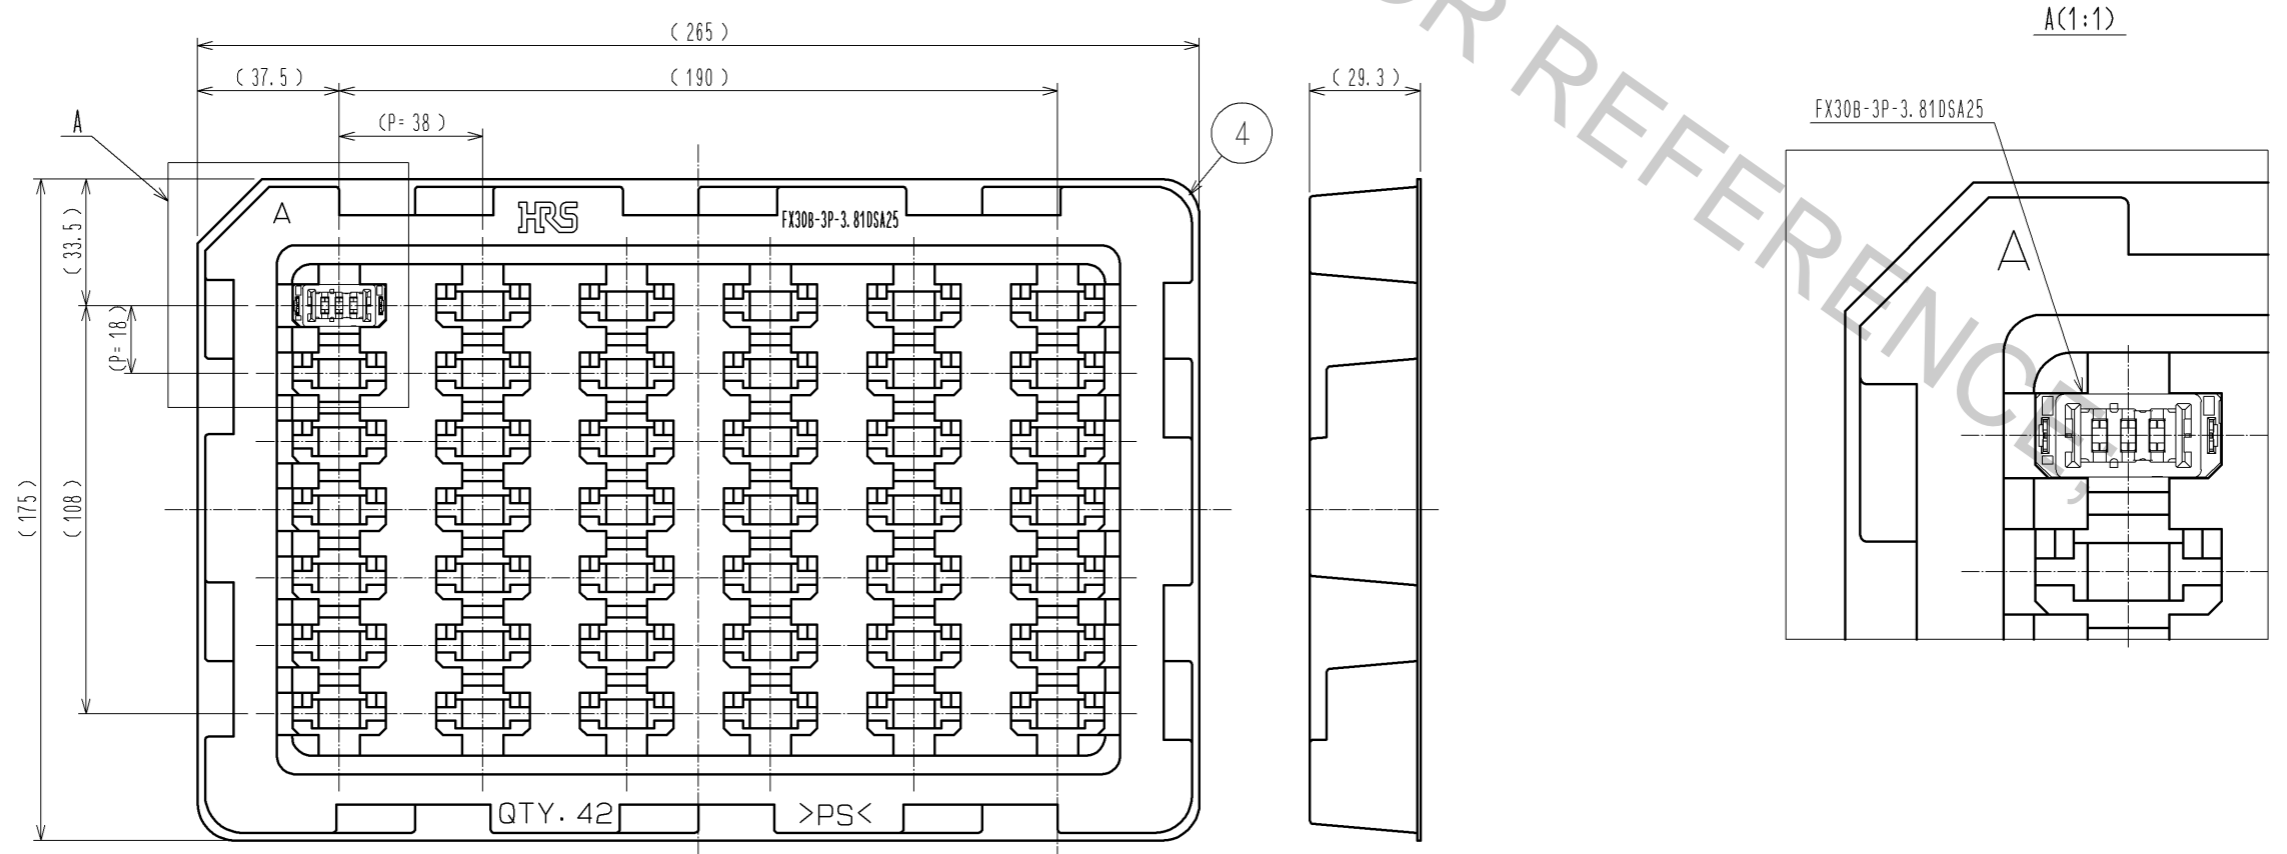 ( 265 )
( 37.5 )
( 190 )
(P= 38 )
A
4
( 29.3 )
A(1:1)
FX30B-3P-3.81DSA25
A
HRS
FX30B-3P-3.81DSA25
A
( 33.5 )
(P= 18 )
( 108 )
( 175 )
QTY. 42
>PS<
OR REFERENCE,